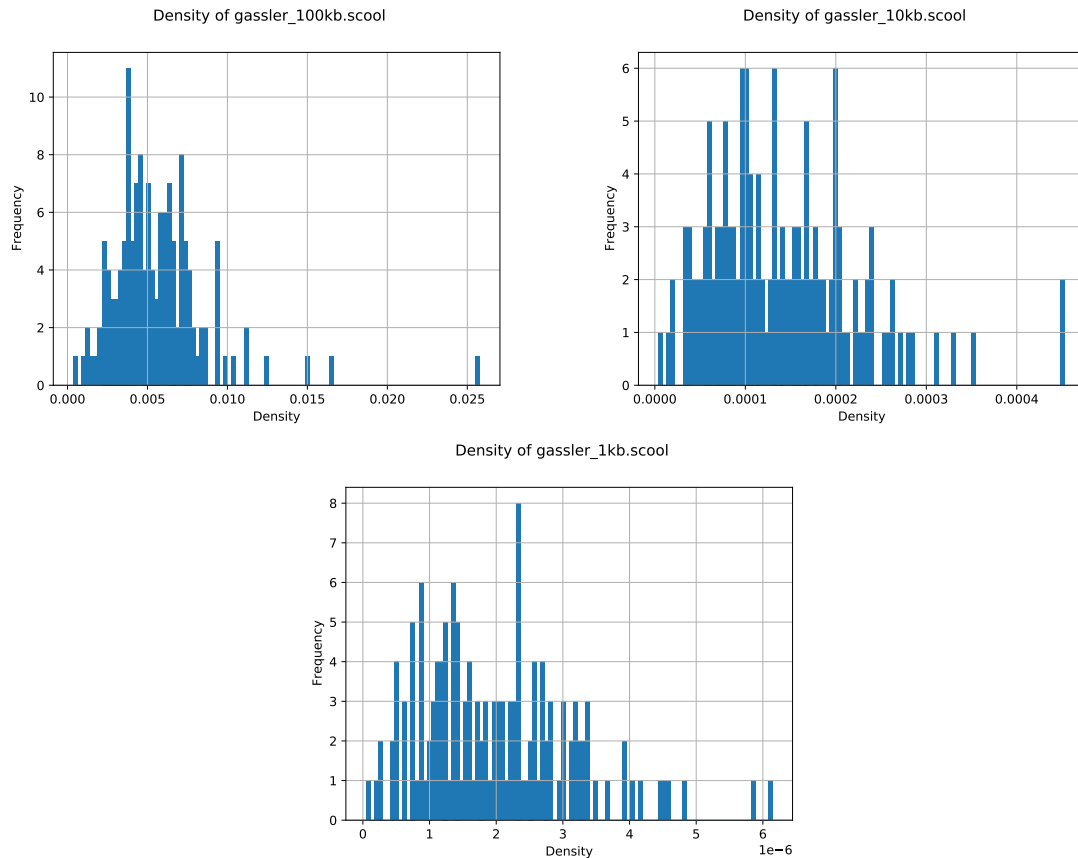 Density of gassler_100kb.scool
10
8
6
4
2
0
Frequency
0.000 0.005 0.010 0.015 0.020 0.025
Density
Density of gassler_10kb.scool
6
5
4
3
2
1
0
Frequency
0.0000 0.0001 0.0002 0.0003 0.0004
Density
Density of gassler_1kb.scool
8
7
6
5
4
3
2
1
0
Frequency
0 1 2 3 4 5 6
1e−6
Density